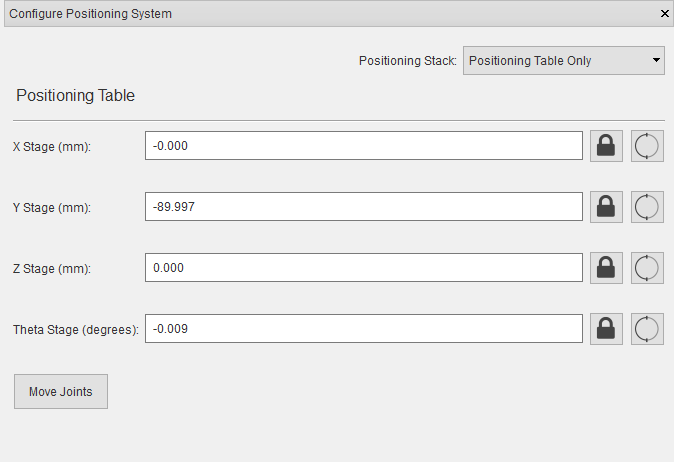 Configure Positioning System
Positioning Stack: Positioning Table Only
Positioning Table
X Stage (mm): -0.000
Y Stage (mm): -89.997
Z Stage (mm): 0.000
Theta Stage (degrees): -0.009
Move Joints